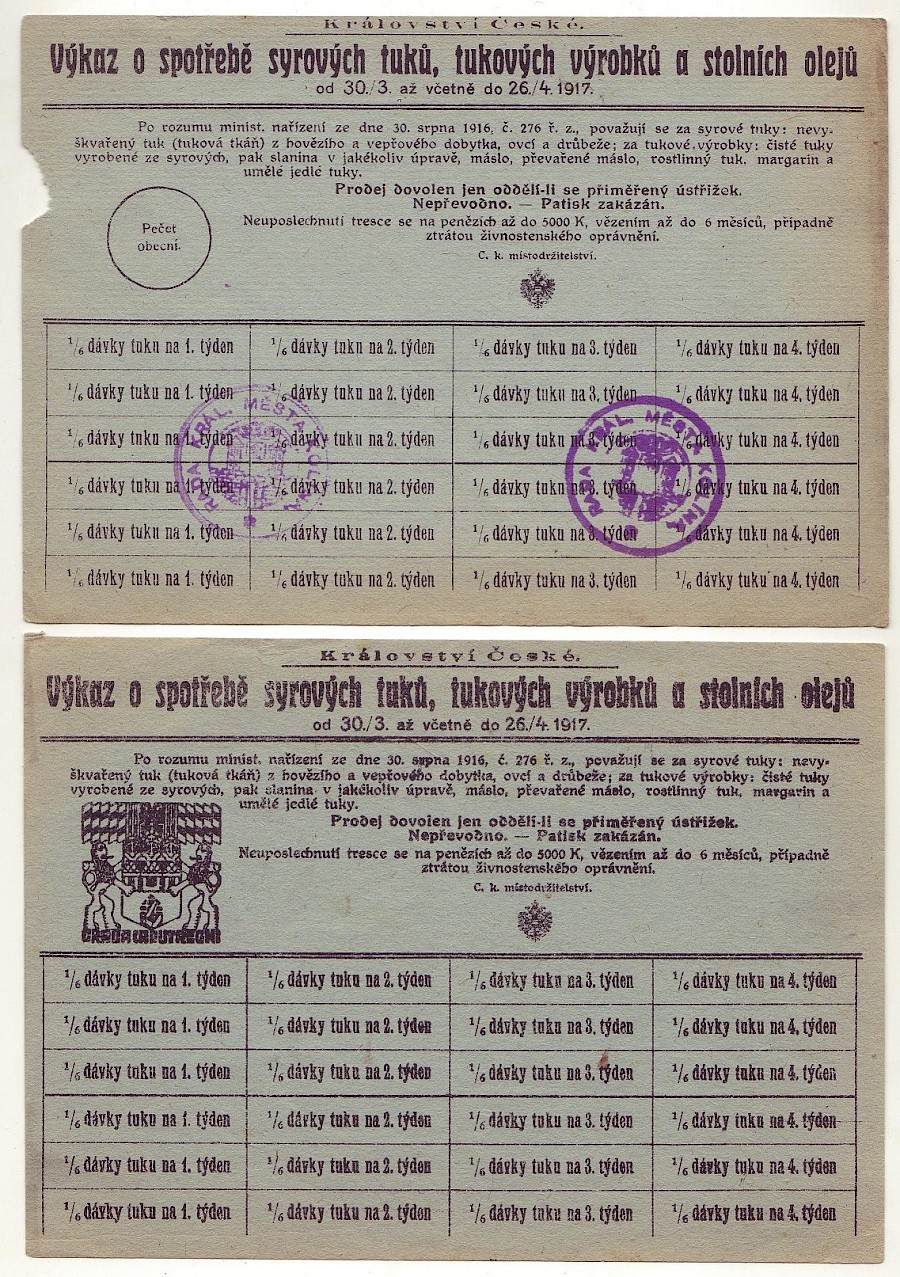 Království České.
Výkaz o spotřebě syrových tuků, tukových výrobků a stolních olejů
od 30./3. až včetně do 26./4. 1917.
Po rozumu minist. nařízení ze dne 30. srpna 1916, č. 276 ř. z., považují se za syrové tuky: nevy-
škvařený tuk (tuková tkáň) z hovězího a vepřového dobytka, ovcí a drůbeže; za tukové výrobky: čisté tuky
vyrobené ze syrových, pak slanina v jakékoliv úpravě, máslo, převařené máslo, rostlinný tuk, margarin a
umělé jedlé tuky.
Prodej dovolen jen oddělí-li se přiměřený ústřižek.
Nepřevodno. — Patisk zakázán.
Neuposlechnutí tresce se na penězích až do 5000 K, vězením až do 6 měsíců, případně
ztrátou živnostenského oprávnění.
C. k. místodržitelství.
Pečet
obecní.
1/6 dávky tuku na 1. týden 1/6 dávky tuku na 2. týden 1/6 dávky tuku na 3. týden 1/6 dávky tuku na 4. týden
1/6 dávky tuku na 1. týden 1/6 dávky tuku na 2. týden 1/6 dávky tuku na 3. týden 1/6 dávky tuku na 4. týden
1/6 dávky tuku na 1. týden 1/6 dávky tuku na 2. týden 1/6 dávky tuku na 3. týden 1/6 dávky tuku na 4. týden
1/6 dávky tuku na 1. týden 1/6 dávky tuku na 2. týden 1/6 dávky tuku na 3. týden 1/6 dávky tuku na 4. týden
1/6 dávky tuku na 1. týden 1/6 dávky tuku na 2. týden 1/6 dávky tuku na 3. týden 1/6 dávky tuku na 4. týden
1/6 dávky tuku na 1. týden 1/6 dávky tuku na 2. týden 1/6 dávky tuku na 3. týden 1/6 dávky tuku na 4. týden
RADA KRÁL. MĚSTA KOLÍNA
RADA KRÁL. MĚSTA KOLÍNA
Království České.
Výkaz o spotřebě syrových tuků, tukových výrobků a stolních olejů
od 30./3. až včetně do 26./4. 1917.
Po rozumu minist. nařízení ze dne 30. srpna 1916, č. 276 ř. z., považují se za syrové tuky: nevy-
škvařený tuk (tuková tkáň) z hovězího a vepřového dobytka, ovcí a drůbeže; za tukové výrobky: čisté tuky
vyrobené ze syrových, pak slanina v jakékoliv úpravě, máslo, převařené máslo, rostlinný tuk, margarin a
umělé jedlé tuky.
Prodej dovolen jen oddělí-li se přiměřený ústřižek.
Nepřevodno. — Patisk zakázán.
Neuposlechnutí tresce se na penězích až do 5000 K, vězením až do 6 měsíců, případně
ztrátou živnostenského oprávnění.
C. k. místodržitelství.
1/6 dávky tuku na 1. týden 1/6 dávky tuku na 2. týden 1/6 dávky tuku na 3. týden 1/6 dávky tuku na 4. týden
1/6 dávky tuku na 1. týden 1/6 dávky tuku na 2. týden 1/6 dávky tuku na 3. týden 1/6 dávky tuku na 4. týden
1/6 dávky tuku na 1. týden 1/6 dávky tuku na 2. týden 1/6 dávky tuku na 3. týden 1/6 dávky tuku na 4. týden
1/6 dávky tuku na 1. týden 1/6 dávky tuku na 2. týden 1/6 dávky tuku na 3. týden 1/6 dávky tuku na 4. týden
1/6 dávky tuku na 1. týden 1/6 dávky tuku na 2. týden 1/6 dávky tuku na 3. týden 1/6 dávky tuku na 4. týden
1/6 dávky tuku na 1. týden 1/6 dávky tuku na 2. týden 1/6 dávky tuku na 3. týden 1/6 dávky tuku na 4. týden